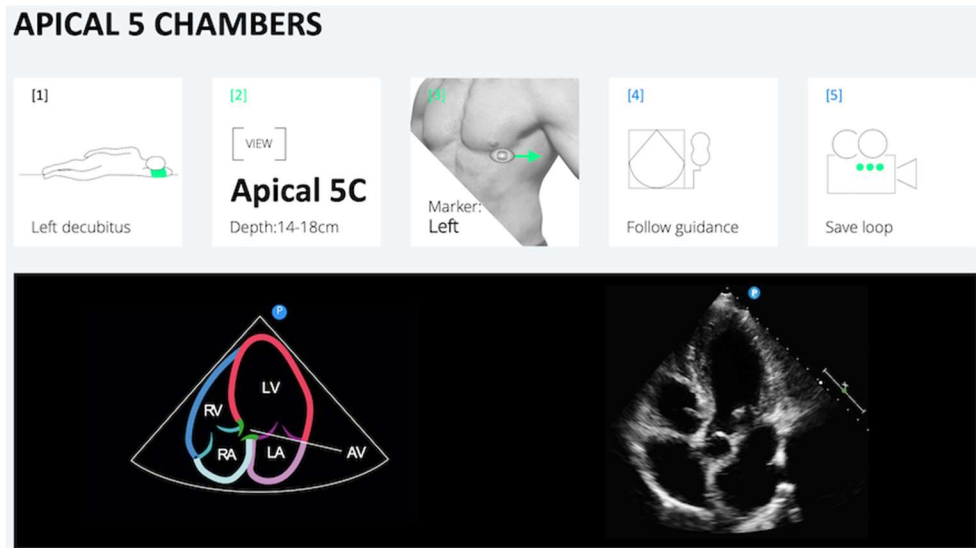 APICAL 5 CHAMBERS
[1]
Left decubitus
[2]
VIEW
Apical 5C
Depth:14-18cm
[3]
Marker:
Left
[4]
Follow guidance
[5]
Save loop
P
LV
RV
RA
LA
AV
P